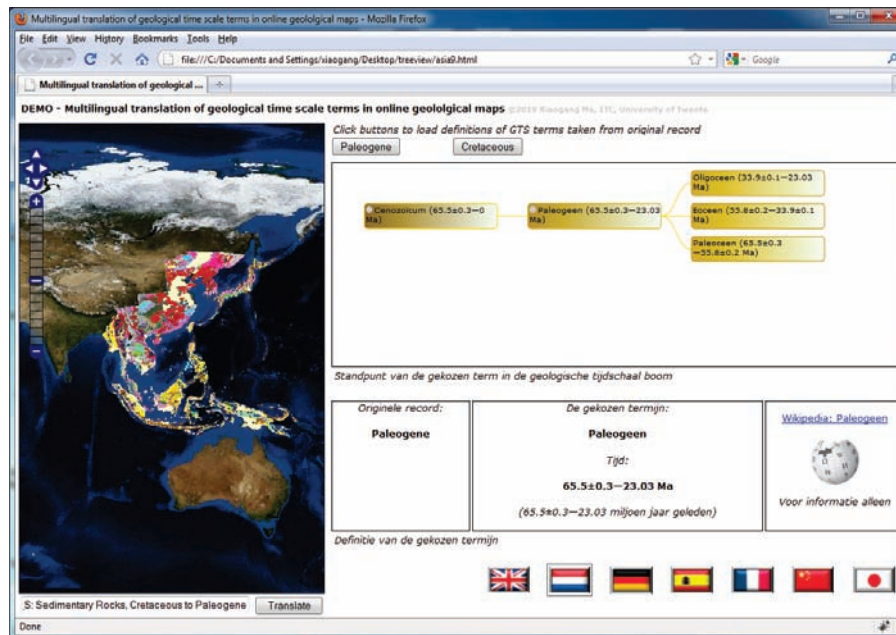 Multilingual translation of geological time scale terms in online geololgical maps - Mozilla Firefox
File Edit View History Bookmarks Tools Help
file:///C:/Documents and Settings/xiaogang/Desktop/treeview/asia9.html
Google
Multilingual translation of geological ...
DEMO - Multilingual translation of geological time scale terms in online geololgical maps ©2010 Xiaogang Ma, ITC, University of Twente
Click buttons to load definitions of GTS terms taken from original record
Paleogene Cretaceous
Oligoceen (33.9±0.1—23.03
Ma)
Cenozoicum (65.5±0.3—0
Ma)
Paleogeen (65.5±0.3—23.03
Ma)
Eoceen (55.8±0.2—33.9±0.1
Ma)
Paleoceen (65.5±0.3
—55.8±0.2 Ma)
Standpunt van de gekozen term in de geologische tijdschaal boom
Originele record:
Paleogene
De gekozen termijn:
Paleogeen
Tijd:
65.5±0.3—23.03 Ma
(65.5±0.3—23.03 miljoen jaar geleden)
Wikipedia: Paleogeen
Voor informatie alleen
Definitie van de gekozen termijn
S: Sedimentary Rocks, Cretaceous to Paleogene Translate
Done